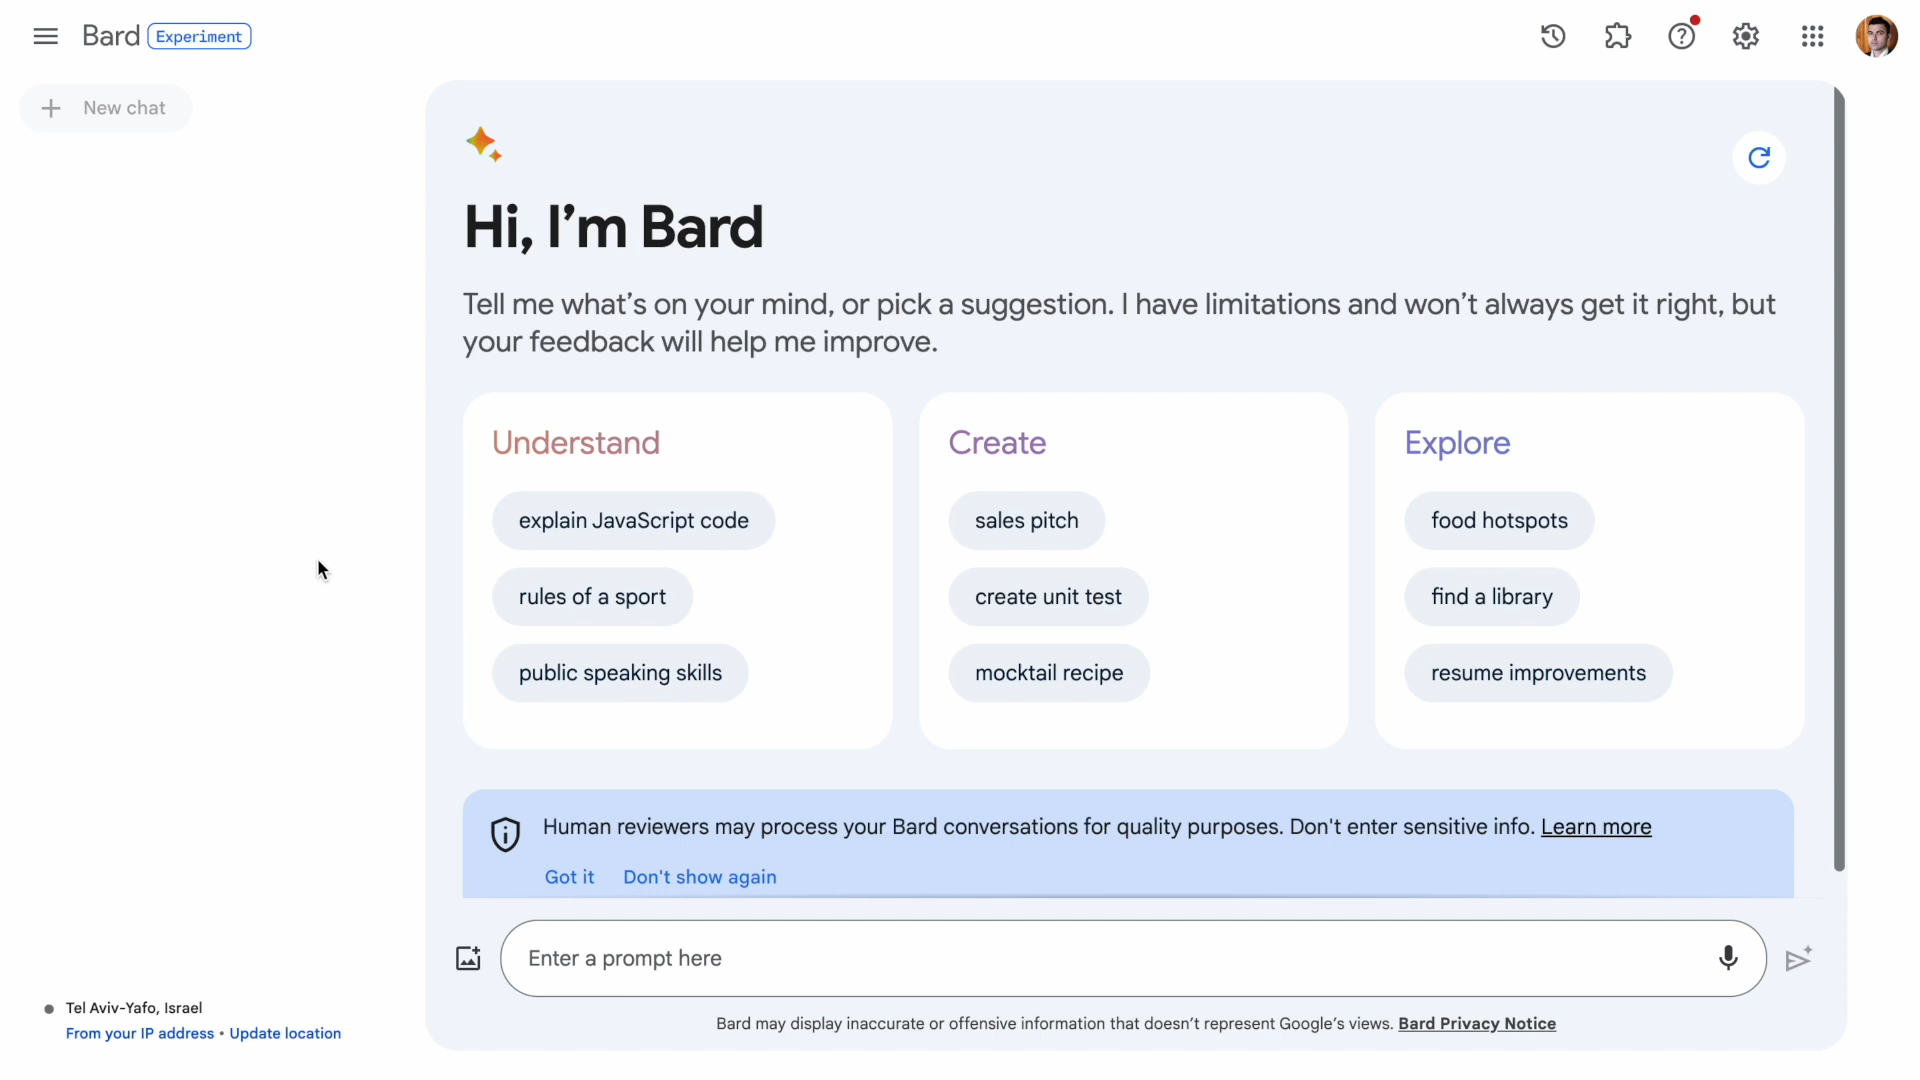 Bard Experiment
New chat
Hi, I’m Bard
Tell me what’s on your mind, or pick a suggestion. I have limitations and won’t always get it right, but
your feedback will help me improve.
Understand
explain JavaScript code
rules of a sport
public speaking skills
Create
sales pitch
create unit test
mocktail recipe
Explore
food hotspots
find a library
resume improvements
Human reviewers may process your Bard conversations for quality purposes. Don't enter sensitive info. Learn more
Got it Don't show again
Enter a prompt here
Bard may display inaccurate or offensive information that doesn’t represent Google’s views. Bard Privacy Notice
Tel Aviv-Yafo, Israel
From your IP address • Update location